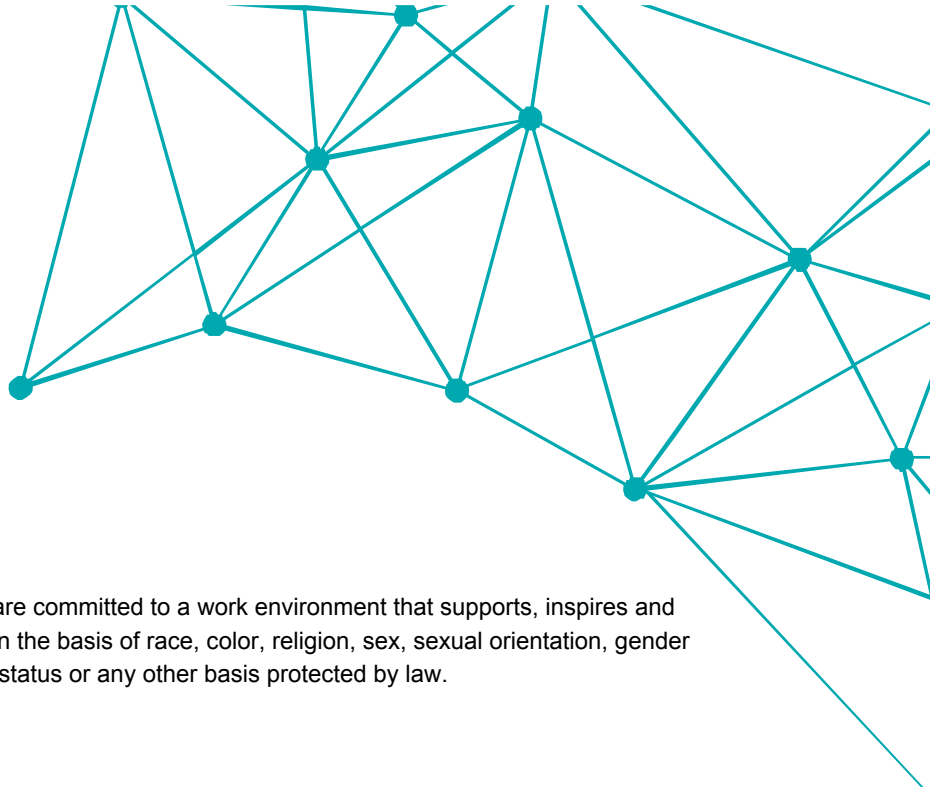 are committed to a work environment that supports, inspires and
n the basis of race, color, religion, sex, sexual orientation, gender
status or any other basis protected by law.